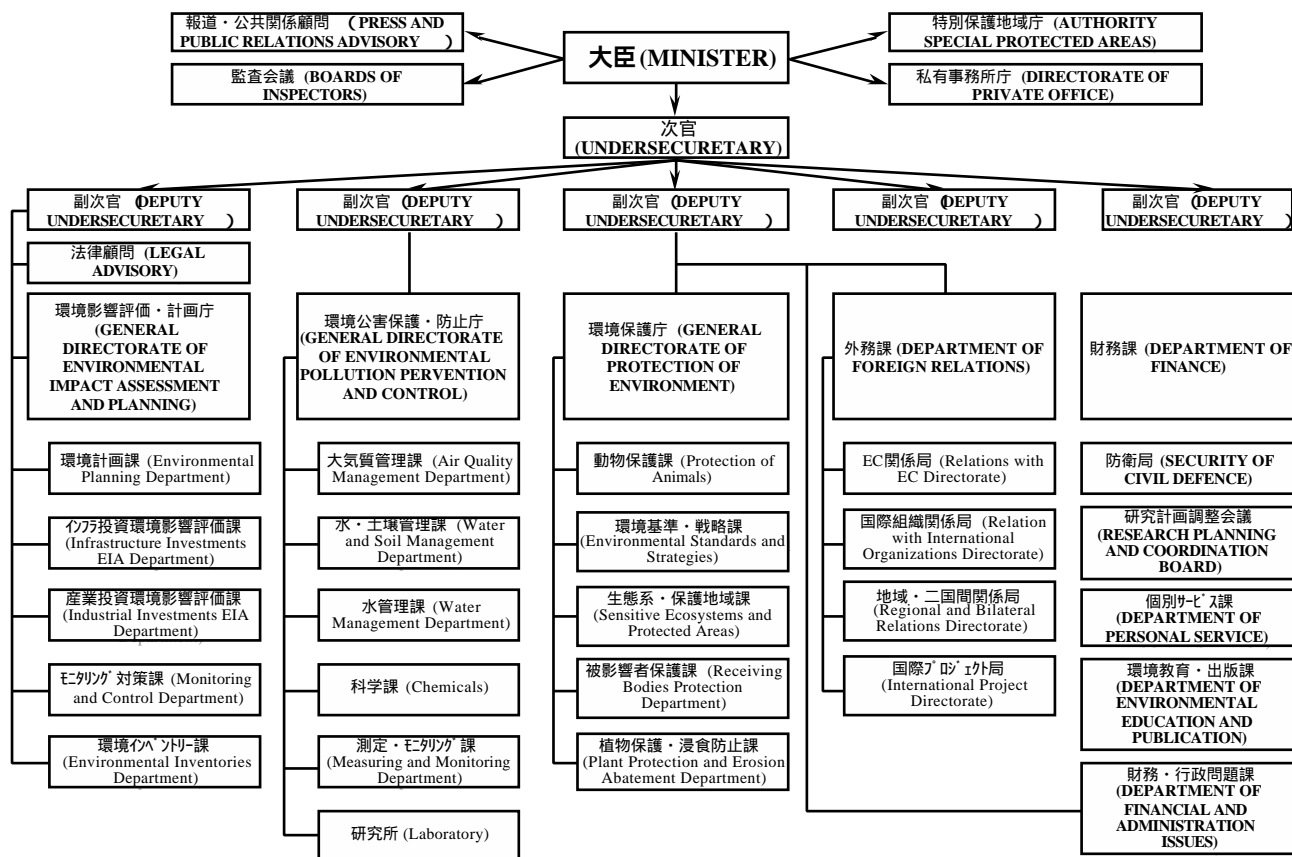 報道・公共関係顧問 （PRESS AND
PUBLIC RELATIONS ADVISORY ）
監査会議 (BOARDS OF
INSPECTORS)
大臣 (MINISTER)
特別保護地域庁 (AUTHORITY
SPECIAL PROTECTED AREAS)
私有事務所庁 (DIRECTORATE OF
PRIVATE OFFICE)
次官
(UNDERSECURETARY)
副次官 （DEPUTY
UNDERSECURETARY ）
副次官 （DEPUTY
UNDERSECURETARY ）
副次官 （DEPUTY
UNDERSECURETARY ）
副次官 （DEPUTY
UNDERSECURETARY ）
副次官 （DEPUTY
UNDERSECURETARY ）
法律顧問 (LEGAL
ADVISORY)
環境影響評価・計画庁
(GENERAL
DIRECTORATE OF
ENVIRONMENTAL
IMPACT ASSESSMENT
AND PLANNING)
環境計画課 (Environmental
Planning Department)
ｲﾝﾌﾗ投資環境影響評価課
(Infrastructure Investments
EIA Department)
産業投資環境影響評価課
(Industrial Investments EIA
Department)
ﾓﾆﾀﾘﾝｸﾞ対策課 (Monitoring
and Control Department)
環境ｲﾝﾍﾞﾝﾄﾘー課
(Environmental Inventories
Department)
環境公害保護・防止庁
(GENERAL DIRECTORATE
OF ENVIRONMENTAL
POLLUTION PERVENTION
AND CONTROL)
大気質管理課 (Air Quality
Management Department)
水・土壌管理課 (Water
and Soil Management
Department)
水管理課 (Water
Management Department)
科学課 (Chemicals)
測定・ﾓﾆﾀﾘﾝｸﾞ課
(Measuring and Monitoring
Department)
研究所 (Laboratory)
環境保護庁 (GENERAL
DIRECTORATE OF
PROTECTION OF
ENVIRONMENT)
動物保護課 (Protection of
Animals)
環境基準・戦略課
(Environmental Standards and
Strategies)
生態系・保護地域課
(Sensitive Ecosystems and
Protected Areas)
被影響者保護課 (Receiving
Bodies Protection
Department)
植物保護・浸食防止課
(Plant Protection and Erosion
Abatement Department)
外務課 (DEPARTMENT OF
FOREIGN RELATIONS)
EC関係局 (Relations with
EC Directorate)
国際組織関係局 (Relation
with International
Organizations Directorate)
地域・二国間関係局
(Regional and Bilateral
Relations Directorate)
国際ﾌﾟﾛｼﾞｪｸﾄ局
(International Project
Directorate)
財務課 (DEPARTMENT OF
FINANCE)
防衛局 (SECURITY OF
CIVIL DEFENCE)
研究計画調整会議
(RESEARCH PLANNING
AND COORDINATION
BOARD)
個別ｻｰﾋﾞｽ課
(DEPARTMENT OF
PERSONAL SERVICE)
環境教育・出版課
(DEPARTMENT OF
ENVIRONMENTAL
EDUCATION AND
PUBLICATION)
財務・行政問題課
(DEPARTMENT OF
FINANCIAL AND
ADMINISTRATION
ISSUES)